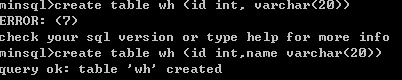 minsql>create table wh (id int, varchar(20))
ERROR: (7)
check your sql version or type help for more info
minsql>create table wh (id int,name varchar(20))
query ok: table 'wh' created